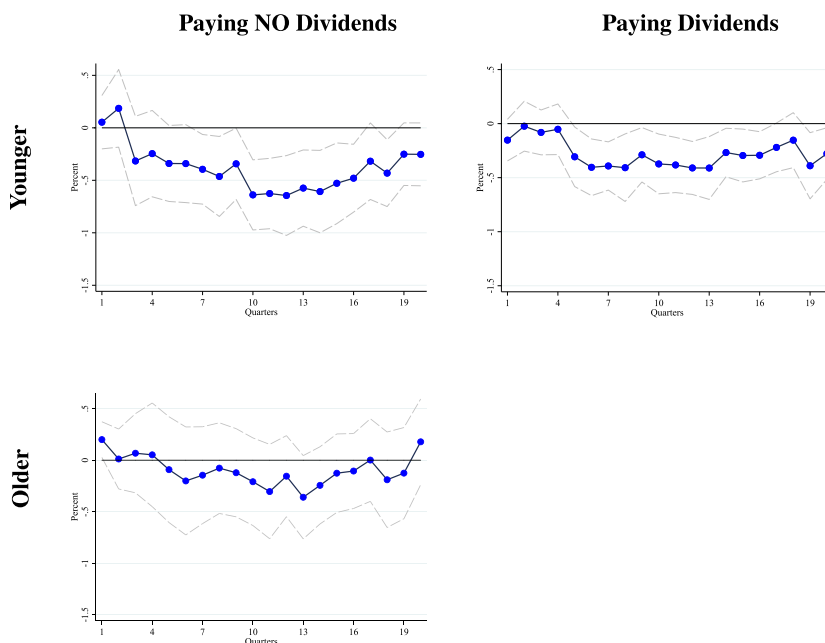 Paying NO Dividends
Paying Dividends
Younger
Percent
.5
0
-.5
-1
-1.5
1 4 7 10 13 16 19
Quarters
Percent
.5
0
-.5
-1
-1.5
1 4 7 10 13 16 19
Quarters
Older
Percent
.5
0
-.5
-1
-1.5
1 4 7 10 13 16 19
Quarters